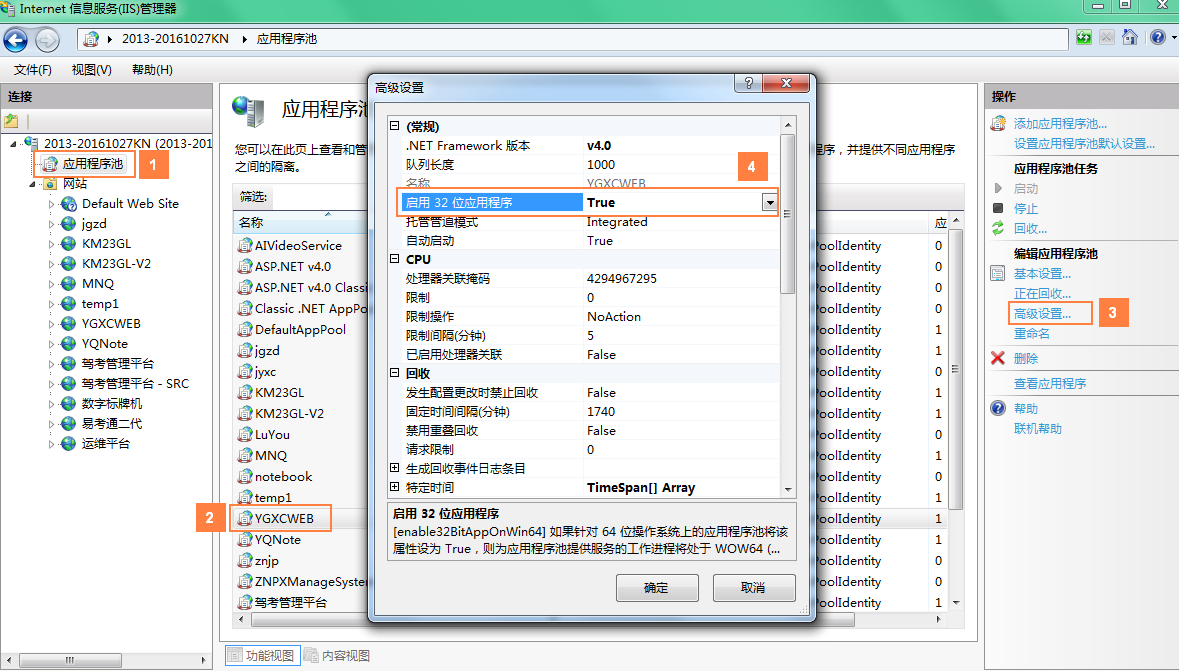 Internet 信息服务(IIS)管理器
2013-20161027KN 应用程序池
文件(F) 视图(V) 帮助(H)
连接
2013-20161027KN (2013-201
应用程序池 1
网站
Default Web Site
jgzd
KM23GL
KM23GL-V2
MNQ
temp1
YGXCWEB
YQNote
驾考管理平台
驾考管理平台 - SRC
数字标牌机
易考通二代
运维平台
应用程序池
您可以在此页上查看和管
程序，并提供不同应用程序
之间的隔离。
筛选:
名称 应
AIVideoService oolIdentity 0
ASP.NET v4.0 oolIdentity 0
ASP.NET v4.0 Classi oolIdentity 0
Classic .NET AppPo oolIdentity 0
DefaultAppPool oolIdentity 1
jgzd oolIdentity 1
jyxc oolIdentity 0
KM23GL oolIdentity 1
KM23GL-V2 oolIdentity 1
LuYou oolIdentity 0
MNQ oolIdentity 1
notebook oolIdentity 0
temp1 oolIdentity 1
2 YGXCWEB oolIdentity 1
YQNote oolIdentity 1
znjp oolIdentity 0
ZNPXManageSyster oolIdentity 0
驾考管理平台 oolIdentity 1
功能视图 内容视图
高级设置
(常规)
.NET Framework 版本 v4.0
队列长度 1000
名称 YGXCWEB
4
启用 32 位应用程序 True
托管管道模式 Integrated
自动启动 True
CPU
处理器关联掩码 4294967295
限制 0
限制操作 NoAction
限制间隔(分钟) 5
已启用处理器关联 False
回收
发生配置更改时禁止回收 False
固定时间间隔(分钟) 1740
禁用重叠回收 False
请求限制 0
生成回收事件日志条目
特定时间 TimeSpan[] Array
启用 32 位应用程序
[enable32BitAppOnWin64] 如果针对 64 位操作系统上的应用程序池将该
属性设为 True，则为应用程序池提供服务的工作进程将处于 WOW64 (...
确定 取消
操作
添加应用程序池...
设置应用程序池默认设置...
应用程序池任务
启动
停止
回收...
编辑应用程序池
基本设置...
正在回收...
高级设置... 3
重命名
删除
查看应用程序
帮助
联机帮助